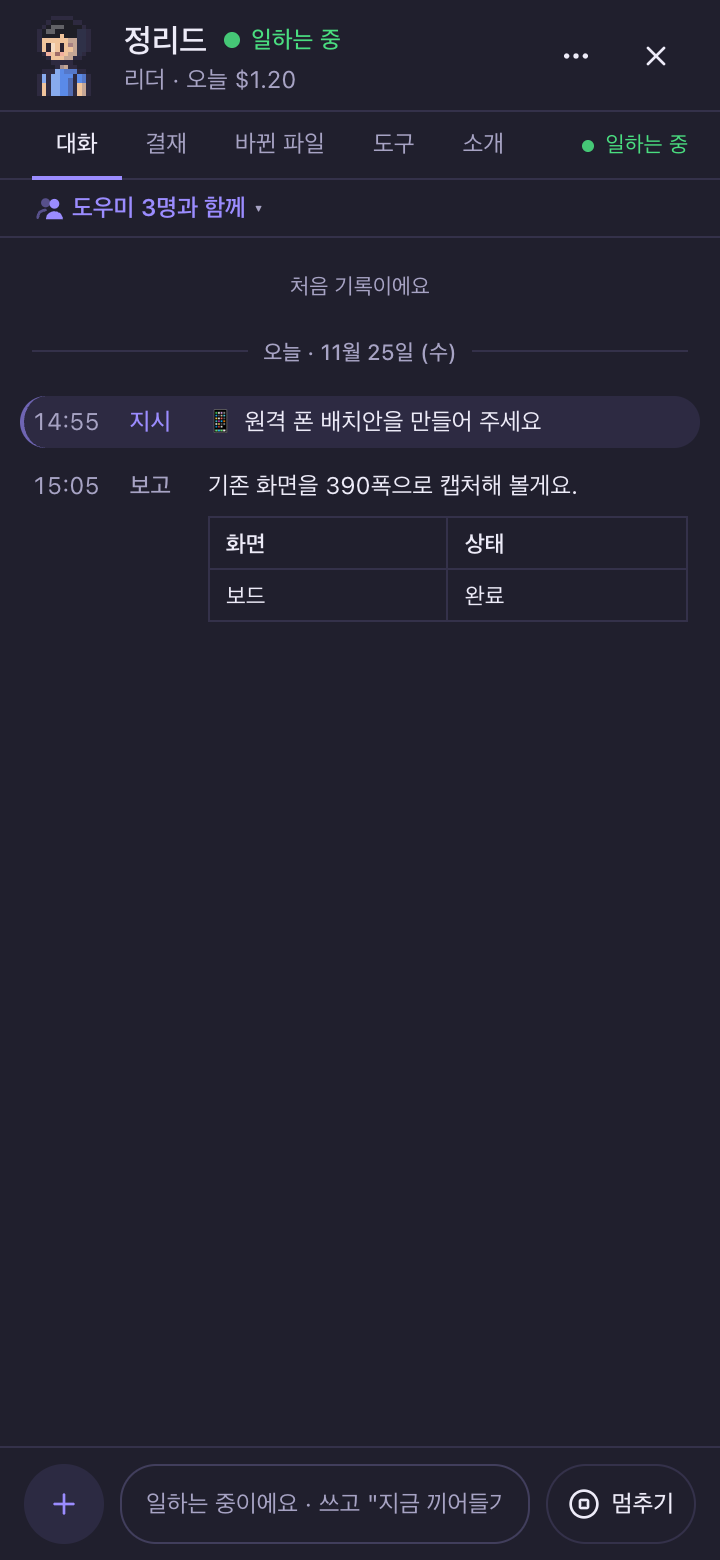 정리드 일하는 중
리더 · 오늘 $1.20
대화 결재 바뀐 파일 도구 소개 일하는 중
도우미 3명과 함께 ▾
처음 기록이에요
오늘 · 11월 25일 (수)
14:55 지시 📱 원격 폰 배치안을 만들어 주세요
15:05 보고 기존 화면을 390폭으로 캡처해 볼게요.
화면 상태
보드 완료
일하는 중이에요 · 쓰고 "지금 끼어들기 멈추기